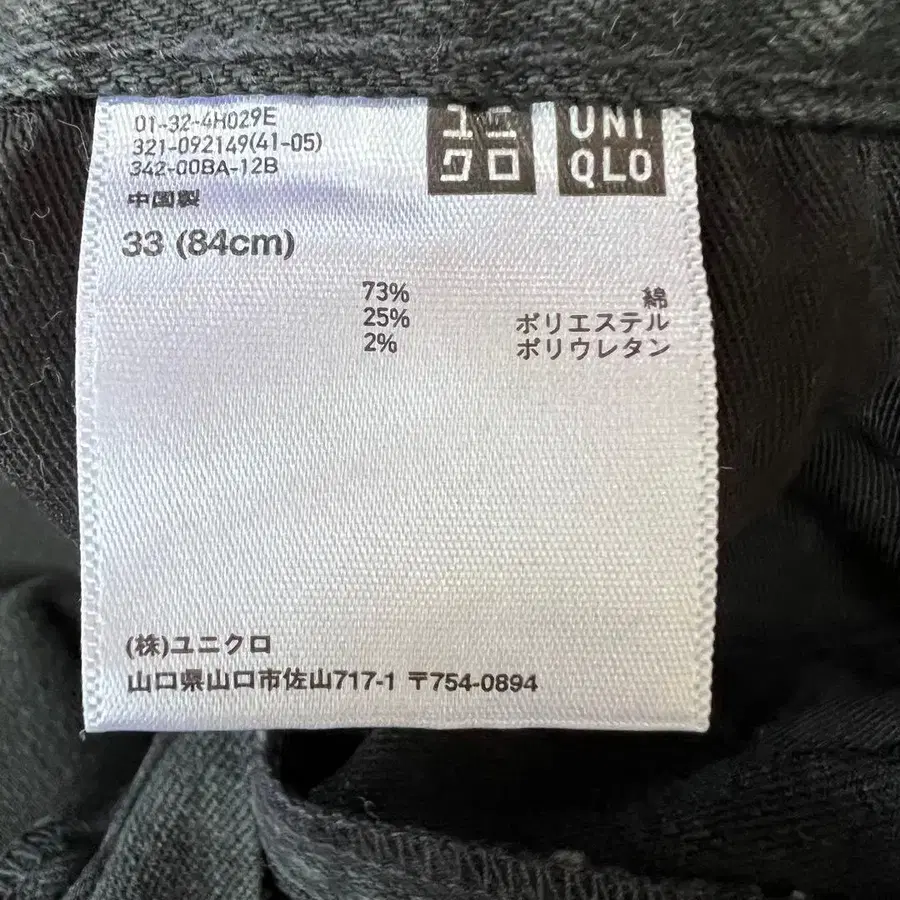 01-32-4H029E
321-092149(41-05)
342-00BA-12B
中国製
ユニ
クロ
UNI
QLO
33 (84cm)
73% 綿
25% ポリエステル
2% ポリウレタン
(株)ユニクロ
山口県山口市佐山717-1 〒754-0894